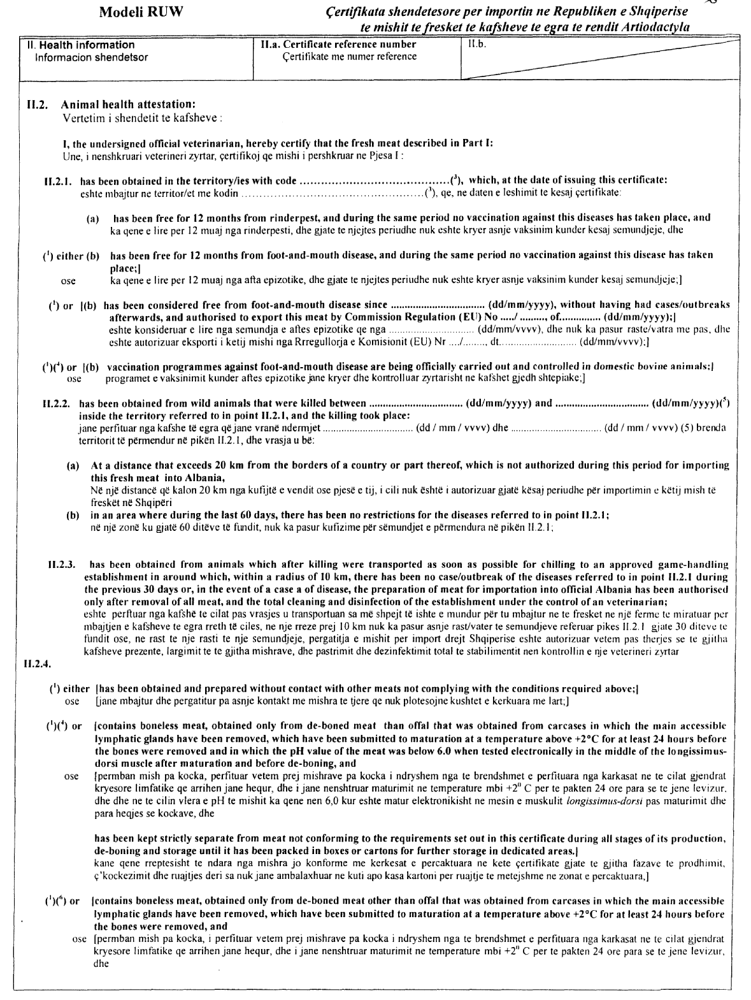 Modeli RUW
Çertifikata shendetesore per importin ne Republiken e Shqiperise
te mishit te fresket te kafsheve te egra te rendit Artiodactyla
II. Health information
Informacion shendetsor
II.a. Certificate reference number
Çertifikate me numer reference
II.b.
II.2. Animal health attestation:
Vertetim i shendetit te kafsheve :
I, the undersigned official veterinarian, hereby certify that the fresh meat described in Part I:
Une, i nenshkruari veterineri zyrtar, çertifikoj qe mishi i pershkruar ne Pjesa I :
II.2.1. has been obtained in the territory/ies with code ..........................................(³), which, at the date of issuing this certificate:
eshte mbajtur ne territor/et me kodin ...................................................(³), qe, ne daten e leshimit te kesaj çertifikate:
(a) has been free for 12 months from rinderpest, and during the same period no vaccination against this diseases has taken place, and
ka qene e lire per 12 muaj nga rinderpesti, dhe gjate te njejtes periudhe nuk eshte kryer asnje vaksinim kunder kesaj semundjeje, dhe
(¹) either (b) has been free for 12 months from foot-and-mouth disease, and during the same period no vaccination against this disease has taken
place;]
ose ka qene e lire per 12 muaj nga afta epizotike, dhe gjate te njejtes periudhe nuk eshte kryer asnje vaksinim kunder kesaj semundjeje;]
(¹) or [(b) has been considered free from foot-and-mouth disease since .................................. (dd/mm/yyyy), without having had cases/outbreaks
afterwards, and authorised to export this meat by Commission Regulation (EU) No ...../ ........., of............... (dd/mm/yyyy);]
eshte konsideruar e lire nga semundja e aftes epizotike qe nga .............................. (dd/mm/vvvv), dhe nuk ka pasur raste/vatra me pas, dhe
eshte autorizuar eksporti i ketij mishi nga Rrregullorja e Komisionit (EU) Nr ..../........, dt........................... (dd/mm/vvvv);]
(¹)(⁴) or [(b) vaccination programmes against foot-and-mouth disease are being officially carried out and controlled in domestic bovine animals;]
ose programet e vaksinimit kunder aftes epizotike jane kryer dhe kontrolluar zyrtarisht ne kafshet gjedh shtepiake;]
II.2.2. has been obtained from wild animals that were killed between .................................. (dd/mm/yyyy) and .................................. (dd/mm/yyyy)(⁵)
inside the territory referred to in point II.2.1, and the killing took place:
jane perfituar nga kafshe të egra që jane vranë ndermjet .................................. (dd / mm / vvvv) dhe .................................. (dd / mm / vvvv) (5) brenda
territorit të përmendur në pikën II.2.1, dhe vrasja u bë:
(a) At a distance that exceeds 20 km from the borders of a country or part thereof, which is not authorized during this period for importing
this fresh meat into Albania,
Në një distancë që kalon 20 km nga kufijtë e vendit ose pjesë e tij, i cili nuk është i autorizuar gjatë kësaj periudhe për importimin e këtij mish të
freskët në Shqipëri
(b) in an area where during the last 60 days, there has been no restrictions for the diseases referred to in point II.2.1;
në një zonë ku gjatë 60 ditëve të fundit, nuk ka pasur kufizime për sëmundjet e përmendura në pikën II.2.1;
II.2.3. has been obtained from animals which after killing were transported as soon as possible for chilling to an approved game-handling
establishment in around which, within a radius of 10 km, there has been no case/outbreak of the diseases referred to in point II.2.1 during
the previous 30 days or, in the event of a case a of disease, the preparation of meat for importation into official Albania has been authorised
only after removal of all meat, and the total cleaning and disinfection of the establishment under the control of an veterinarian;
eshte perftuar nga kafshë te cilat pas vrasjes u transportuan sa më shpejt të ishte e mundur për tu mbajtur ne te fresket ne një ferme te miratuar per
mbajtjen e kafsheve te egra rreth të ciles, ne nje rreze prej 10 km nuk ka pasur asnje rast/vater te semundjeve referuar pikes II.2.1 gjate 30 diteve te
fundit ose, ne rast te nje rasti te nje semundjeje, pergatitja e mishit per import drejt Shqiperise eshte autorizuar vetem pas therjes se te gjitha
kafsheve prezente, largimit te te gjitha mishrave, dhe pastrimit dhe dezinfektimit total te stabilimentit nen kontrollin e nje veterineri zyrtar
II.2.4.
(¹) either [has been obtained and prepared without contact with other meats not complying with the conditions required above;]
ose [jane mbajtur dhe pergatitur pa asnje kontakt me mishra te tjere qe nuk plotesojne kushtet e kerkuara me lart;]
(¹)(⁴) or [contains boneless meat, obtained only from de-boned meat than offal that was obtained from carcases in which the main accessible
lymphatic glands have been removed, which have been submitted to maturation at a temperature above +2°C for at least 24 hours before
the bones were removed and in which the pH value of the meat was below 6.0 when tested electronically in the middle of the longissimus-
dorsi muscle after maturation and before de-boning, and
ose [permban mish pa kocka, perfituar vetem prej mishrave pa kocka i ndryshem nga te brendshmet e perfituara nga karkasat ne te cilat gjendrat
kryesore limfatike qe arrihen jane hequr, dhe i jane nenshtruar maturimit ne temperature mbi +2⁰ C per te pakten 24 ore para se te jene levizur,
dhe dhe ne te cilin vlera e pH te mishit ka qene nen 6,0 kur eshte matur elektronikisht ne mesin e muskulit longissimus-dorsi pas maturimit dhe
para heqjes se kockave, dhe
has been kept strictly separate from meat not conforming to the requirements set out in this certificate during all stages of its production,
de-boning and storage until it has been packed in boxes or cartons for further storage in dedicated areas.]
kane qene rreptesisht te ndara nga mishra jo konforme me kerkesat e percaktuara ne kete çertifikate gjate te gjitha fazave te prodhimit,
ç'kockezimit dhe ruajtjes deri sa nuk jane ambalaxhuar ne kuti apo kasa kartoni per ruajtje te metejshme ne zonat e percaktuara,]
(¹)(⁶) or [contains boneless meat, obtained only from de-boned meat other than offal that was obtained from carcases in which the main accessible
lymphatic glands have been removed, which have been submitted to maturation at a temperature above +2°C for at least 24 hours before
the bones were removed, and
ose [permban mish pa kocka, i perfituar vetem prej mishrave pa kocka i ndryshem nga te brendshmet e perfituara nga karkasat ne te cilat gjendrat
kryesore limfatike qe arrihen jane hequr, dhe i jane nenshtruar maturimit ne temperature mbi +2⁰ C per te pakten 24 ore para se te jene levizur,
dhe